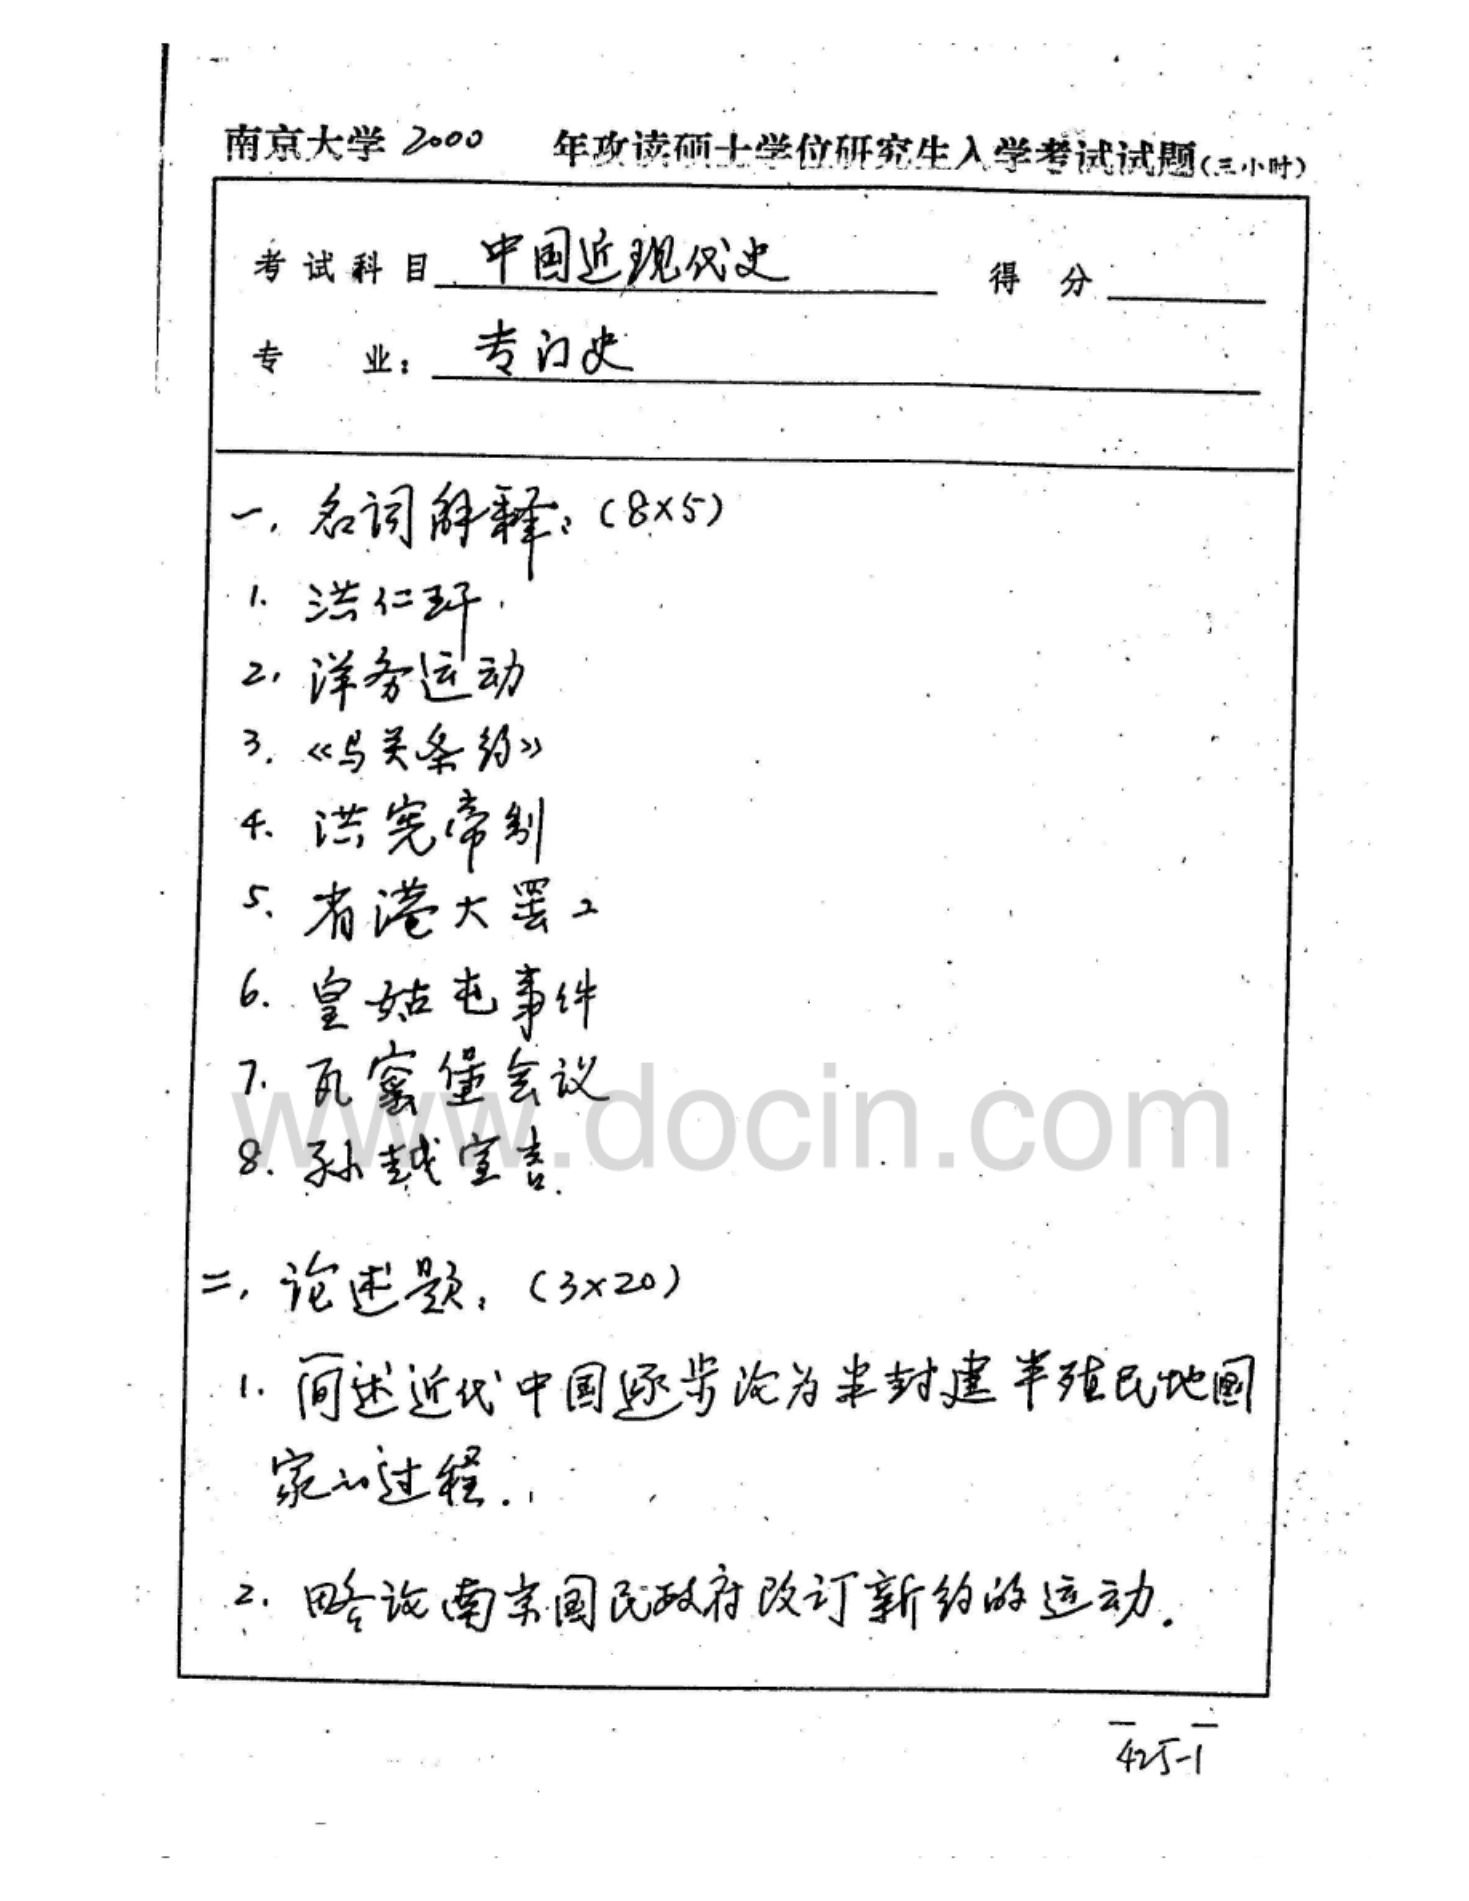 南京大学 2000 年攻读硕士学位研究生入学考试试题(三小时)
考试科目 中国近现代史 得分
专业: 专门史
一、名词解释:(8×5)
1. 洪仁玕
2. 洋务运动
3. 《马关条约》
4. 洪宪帝制
5. 省港大罢工
6. 皇姑屯事件
7. 瓦窑堡会议
8. 孙越宣言
www.docin.com
二、论述题:(3×20)
1. 简述近代中国逐步沦为半封建半殖民地国
家的过程.
2. 略论南京国民政府改订新约的运动.
425-1